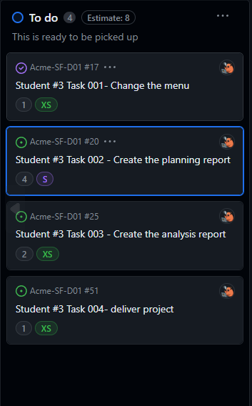 To do 4 Estimate: 8 ...
This is ready to be picked up
Acme-SF-D01 #17 ...
Student #3 Task 001- Change the menu
1 XS
Acme-SF-D01 #20 ...
Student #3 Task 002 - Create the planning report
4 S
Acme-SF-D01 #25
Student #3 Task 003 - Create the analysis report
2 XS
Acme-SF-D01 #51
Student #3 Task 004- deliver project
1 XS